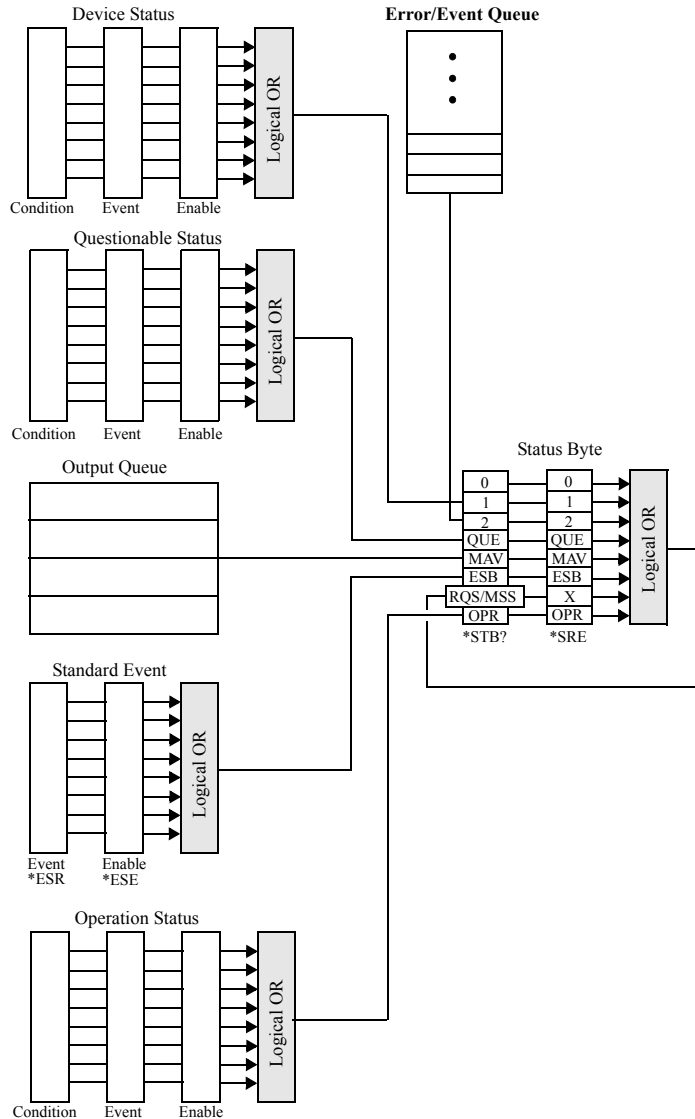 Device Status
Error/Event Queue
Logical OR
Condition
Event
Enable
Questionable Status
Logical OR
Condition
Event
Enable
Output Queue
Status Byte
0
1
2
QUE
MAV
ESB
RQS/MSS
OPR
*STB?
0
1
2
QUE
MAV
ESB
X
OPR
*SRE
Logical OR
Standard Event
Logical OR
Event
*ESR
Enable
*ESE
Operation Status
Logical OR
Condition
Event
Enable